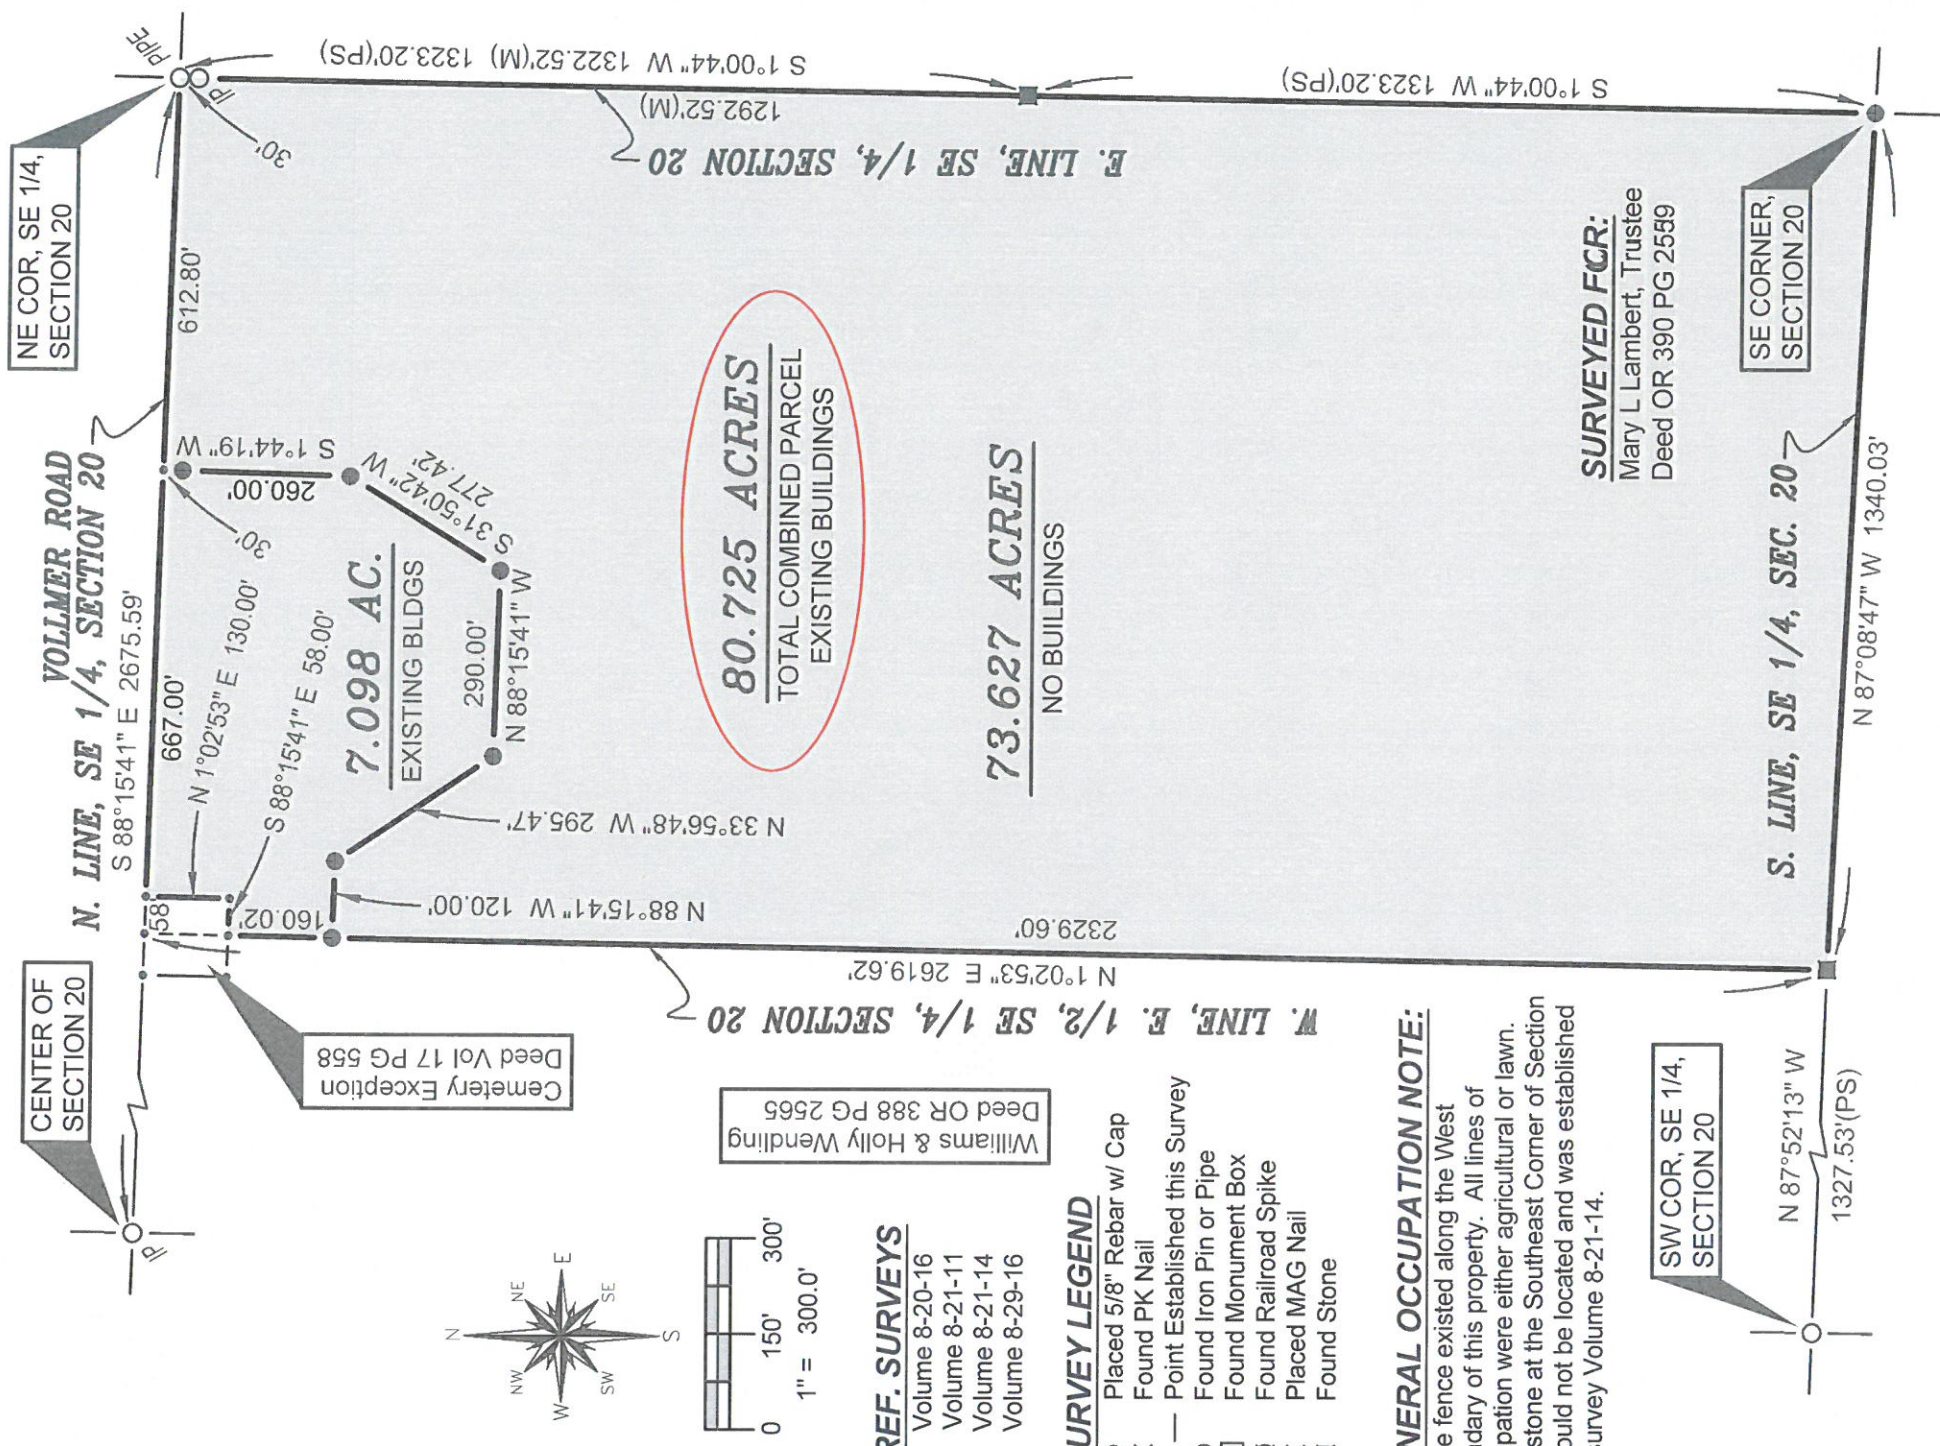 VOLLMER ROAD
N. LINE, SE 1/4, SECTION 20
S 88°15'41" E 2675.59'
NE COR, SE 1/4,
SECTION 20
PIPE
IP
30'
612.80'
667.00'
58'
N 1°02'53" E 130.00'
S 88°15'41" E 58.00'
30'
S 1°44'19" W
260.00'
S 31°50'42" W
277.42'
7.098 AC.
EXISTING BLDGS
290.00'
N 88°15'41" W
N 33°56'48" W 295.47'
N 88°15'41" W 120.00'
160.02'
S 1°00'44" W 1322.52'(M) 1323.20'(PS)
1292.52'(M)
S 1°00'44" W 1323.20'(PS)
E. LINE, SE 1/4, SECTION 20
80.725 ACRES
TOTAL COMBINED PARCEL
EXISTING BUILDINGS
73.627 ACRES
NO BUILDINGS
2329.60'
N 1°02'53" E 2619.62'
W. LINE, E. 1/2, SE 1/4, SECTION 20
CENTER OF
SECTION 20
IP
Cemetery Exception
Deed Vol 17 PG 558
Williams & Holly Wendling
Deed OR 388 PG 2565
SURVEYED FOR:
Mary L Lambert, Trustee
Deed OR 390 PG 2559
SE CORNER,
SECTION 20
S. LINE, SE 1/4, SEC. 20
N 87°08'47" W 1340.03'
SW COR, SE 1/4,
SECTION 20
N 87°52'13" W
1327.53'(PS)
N
NE
E
SE
S
SW
W
NW
0 150' 300'
1" = 300.0'
REF. SURVEYS
Volume 8-20-16
Volume 8-21-11
Volume 8-21-14
Volume 8-29-16
URVEY LEGEND
Placed 5/8" Rebar w/ Cap
Found PK Nail
Point Established this Survey
Found Iron Pin or Pipe
Found Monument Box
Found Railroad Spike
Placed MAG Nail
Found Stone
NERAL OCCUPATION NOTE:
e fence existed along the West
ndary of this property. All lines of
pation were either agricultural or lawn.
stone at the Southeast Corner of Section
ould not be located and was established
survey Volume 8-21-14.